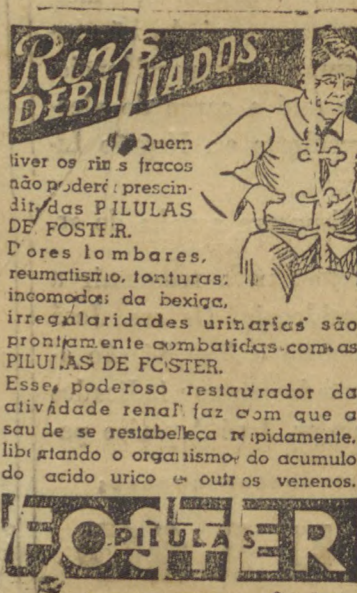 Rins
DEBILITADOS
Quem
tiver os rins fracos
não poderá prescin-
dir das PILULAS
DE FOSTER.
Dores lombares,
reumatismo, tonturas,
incomodos da bexiga,
irregularidades urinarias são
prontamente combatidas com as
PILULAS DE FOSTER.
Esse poderoso restaurador da
atividade renal faz com que a
saude se restabeleça rapidamente,
libertando o organismo do acumulo
do acido urico e outros venenos.
PILULAS
FOSTER